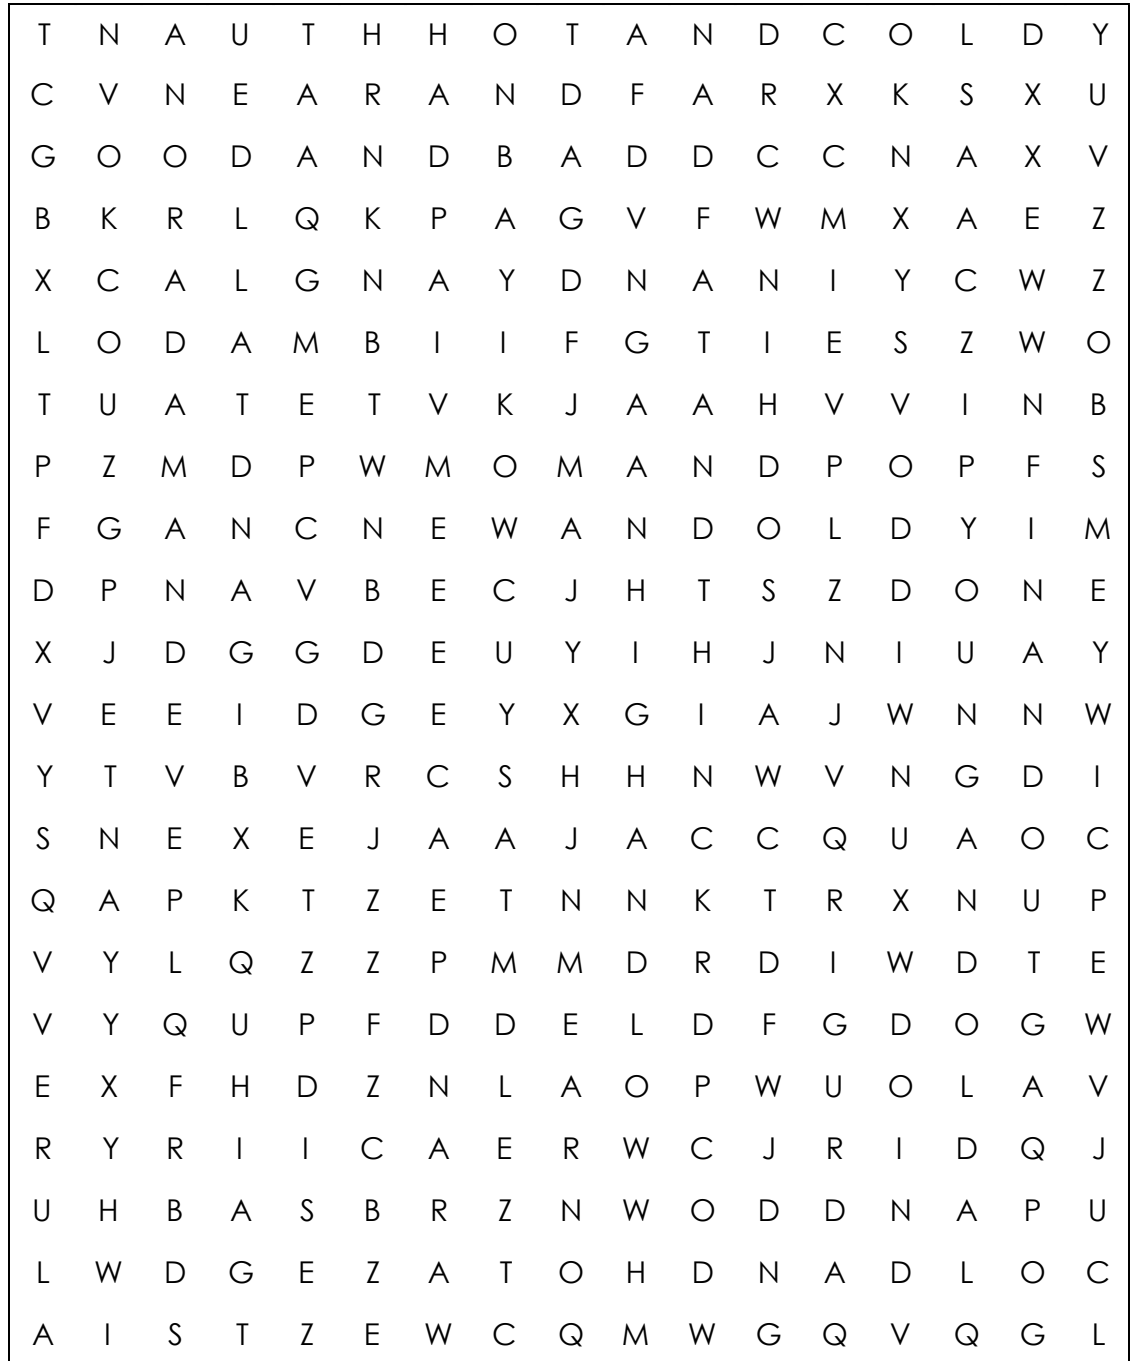 T N A U T H H O T A N D C O L D Y
C V N E A R A N D F A R X K S X U
G O O D A N D B A D D C C N A X V
B K R L Q K P A G V F W M X A E Z
X C A L G N A Y D N A N I Y C W Z
L O D A M B I I F G T I E S Z W O
T U A T E T V K J A A H V V I N B
P Z M D P W M O M A N D P O P F S
F G A N C N E W A N D O L D Y I M
D P N A V B E C J H T S Z D O N E
X J D G G D E U Y I H J N I U A Y
V E E I D G E Y X G I A J W N N W
Y T V B V R C S H H N W V N G D I
S N E X E J A A J A C C Q U A O C
Q A P K T Z E T N N K T R X N U P
V Y L Q Z Z P M M D R D I W D T E
V Y Q U P F D D E L D F G D O G W
E X F H D Z N L A O P W U O L A V
R Y R I I C A E R W C J R I D Q J
U H B A S B R Z N W O D D N A P U
L W D G E Z A T O H D N A D L O C
A I S T Z E W C Q M W G Q V Q G L